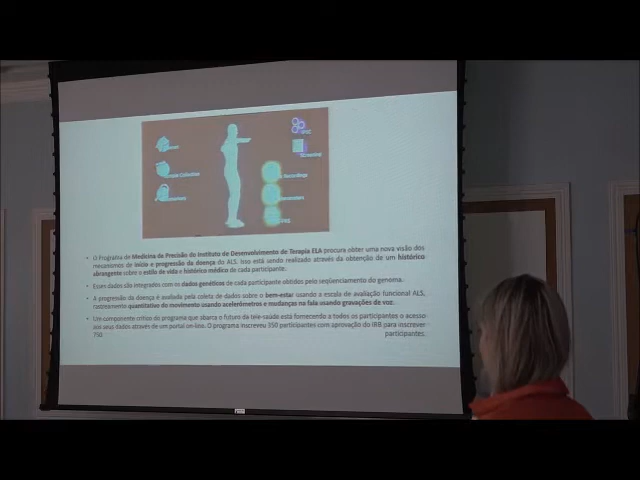 • O Programa de Medicina de Precisão do Instituto de Desenvolvimento de Terapia ELA procura obter uma nova visão dos
mecanismos de início e progressão da doença do ALS. Isso está sendo realizado através da obtenção de um histórico
abrangente sobre o estilo de vida e histórico médico de cada participante.
• Esses dados são integrados com os dados genéticos de cada participante obtidos pelo seqüenciamento do genoma.
• A progressão da doença é avaliada pela coleta de dados sobre o bem-estar usando a escala de avaliação funcional ALS,
rastreamento quantitativo do movimento usando acelerômetros e mudanças na fala usando gravações de voz.
• Um componente crítico do programa que abarca o futuro da tele-saúde está fornecendo a todos os participantes o acesso
aos seus dados através de um portal on-line. O programa inscreveu 350 participantes com aprovação do IRB para inscrever
750 participantes.